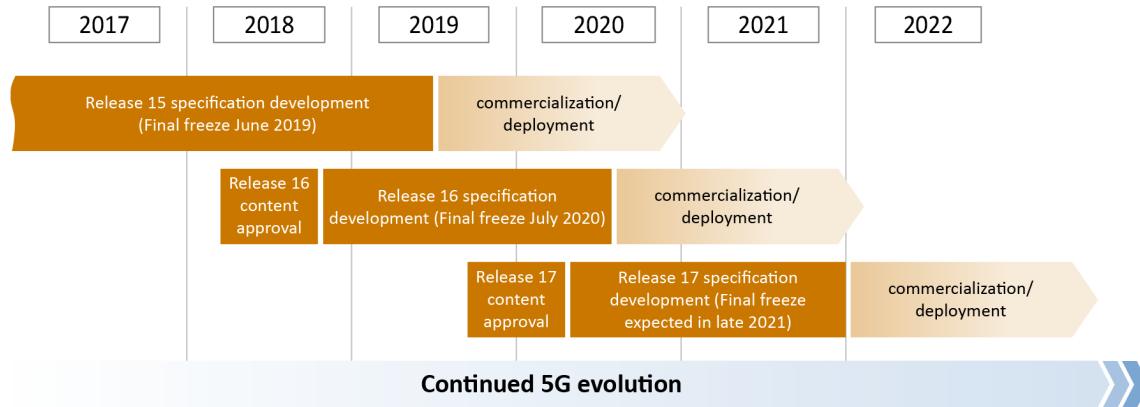 2017
2018
2019
2020
2021
2022
Release 15 specification development
(Final freeze June 2019)
commercialization/
deployment
Release 16
content
approval
Release 16 specification
development (Final freeze July 2020)
commercialization/
deployment
Release 17
content
approval
Release 17 specification
development (Final freeze
expected in late 2021)
commercialization/
deployment
Continued 5G evolution